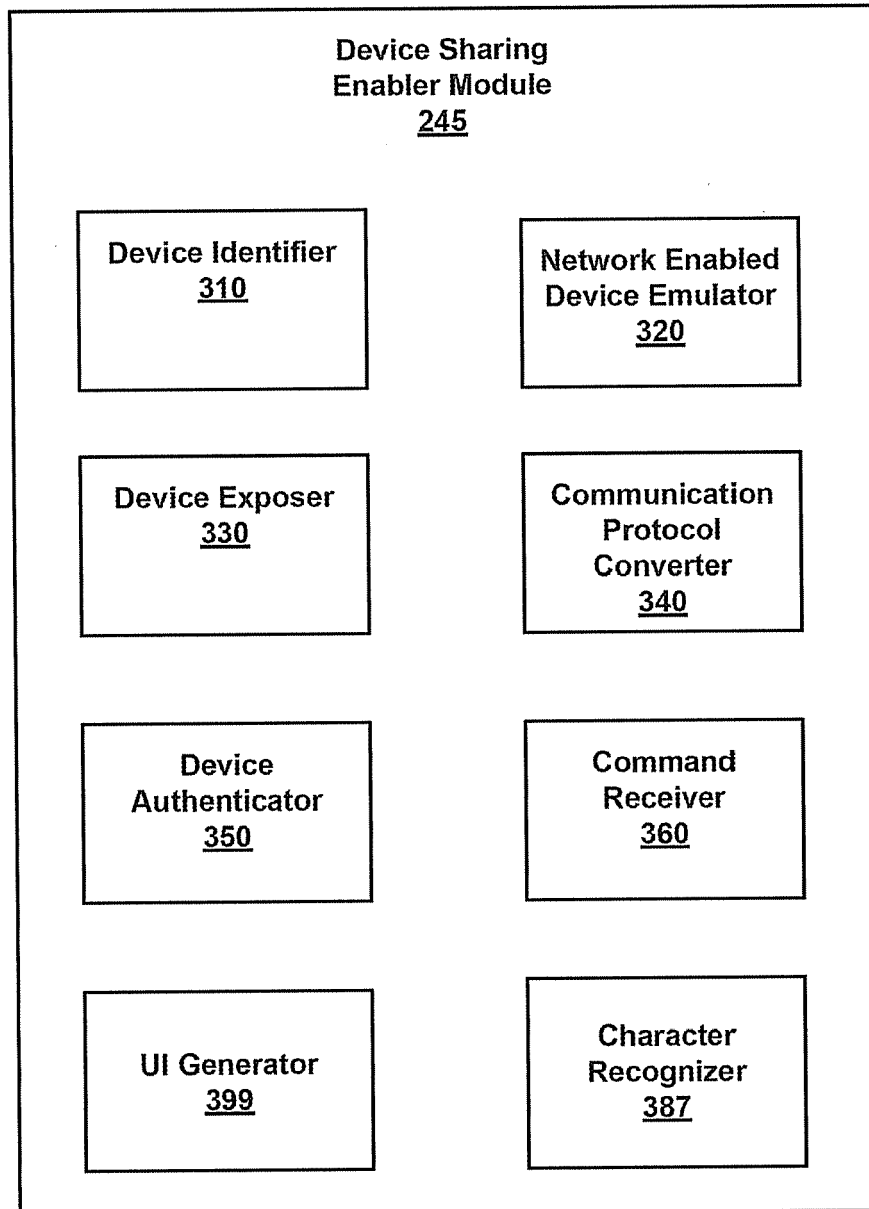 Device Sharing
Enabler Module
245
Device Identifier
310
Network Enabled
Device Emulator
320
Device Exposer
330
Communication
Protocol
Converter
340
Device
Authenticator
350
Command
Receiver
360
UI Generator
399
Character
Recognizer
387